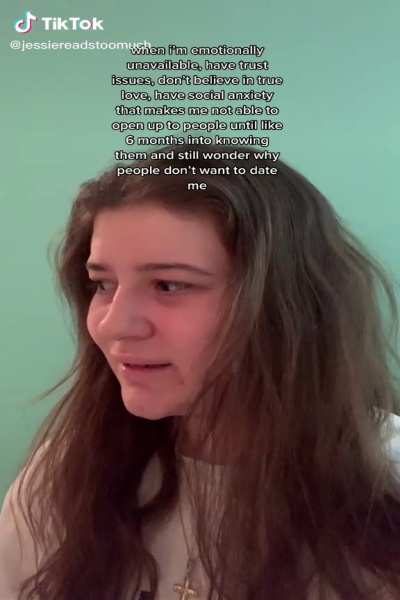 TikTok
@jessiereadstoomuch
when i'm emotionally
unavailable, have trust
issues, don't believe in true
love, have social anxiety
that makes me not able to
open up to people until like
6 months into knowing
them and still wonder why
people don't want to date
me